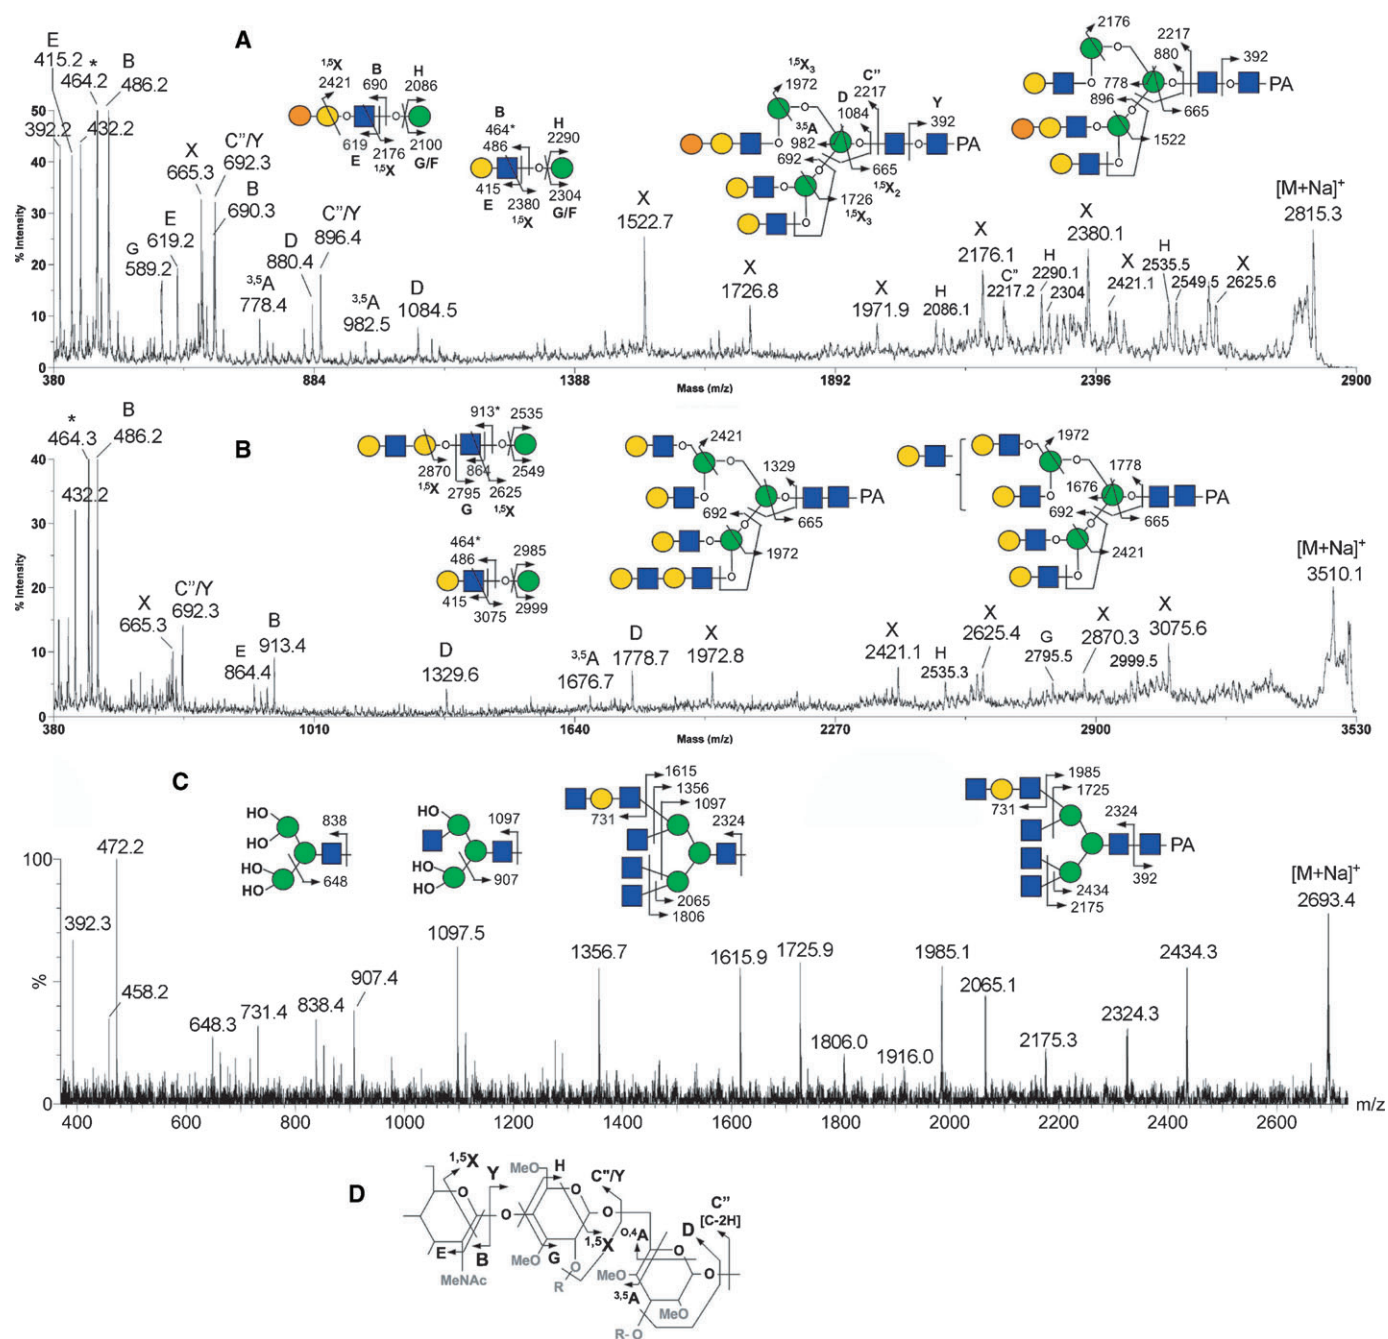 A
E
415.2
*
464.2
B
486.2
392.2
432.2
C"/Y
692.3
X
665.3
B
690.3
E
619.2
G
589.2
D
880.4
C"/Y
896.4
3,5A
778.4
3,5A
982.5
D
1084.5
X
1522.7
X
1726.8
X
1971.9
H
2086.1
X
2176.1
C"
2217.2
H
2290.1
2304
X
2380.1
X
2421.1
H
2535.5
2549.5
X
2625.6
[M+Na]+
2815.3
1,5X
2421
B
690
H
2086
619
E
2176
1,5X
2100
G/F
B
464*
486
H
2290
415
E
2380
1,5X
2304
G/F
1,5X3
1972
C"
2217
D
1084
Y
392
3,5A
982
692
665
1,5X2
1726
1,5X3
PA
2176
2217
880
392
778
896
665
1522
PA
% Intensity
50
40
30
20
10
0
380
884
1388
1892
2396
2900
Mass (m/z)
B
*
464.3
B
486.2
432.2
X
665.3
C"/Y
692.3
E
864.4
B
913.4
D
1329.6
3,5A
1676.7
D
1778.7
X
1972.8
X
2421.1
H
2535.3
X
2625.4
G
2795.5
X
2870.3
2999.5
X
3075.6
[M+Na]+
3510.1
913*
2535
2870
1,5X
864
2549
2795
G
2625
1,5X
464*
486
2985
415
3075
2999
2421
1329
692
665
1972
PA
1972
1778
1676
692
665
2421
PA
% Intensity
40
30
20
10
0
380
1010
1640
2270
2900
3530
Mass (m/z)
C
HO
HO
HO
HO
838
648
HO
HO
HO
1097
907
1615
1356
1097
731
2324
2065
1806
1985
1725
731
2324
2434
2175
392
PA
100
%
0
392.3
472.2
458.2
648.3
731.4
838.4
907.4
1097.5
1356.7
1615.9
1725.9
1806.0
1916.0
1985.1
2065.1
2175.3
2324.3
2434.3
[M+Na]+
2693.4
400
600
800
1000
1200
1400
1600
1800
2000
2200
2400
2600
m/z
D
1,5X
Y
MeO
H
C"/Y
C"
[C-2H]
O
O
O
O
0,4A
D
E
B
MeO
G
1,5X
O
O
MeNAc
R
O
MeO
3,5A
MeO
R-O